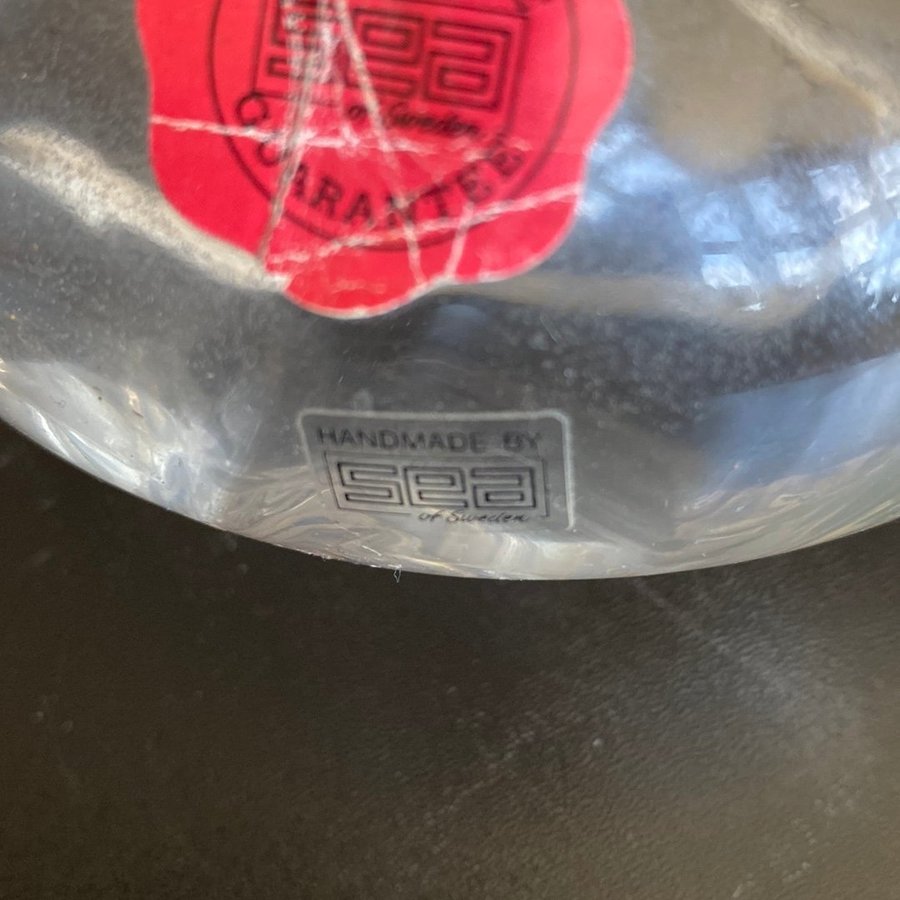 sea
of Sweden
GUARANTEE
HANDMADE BY
sea
of Sweden